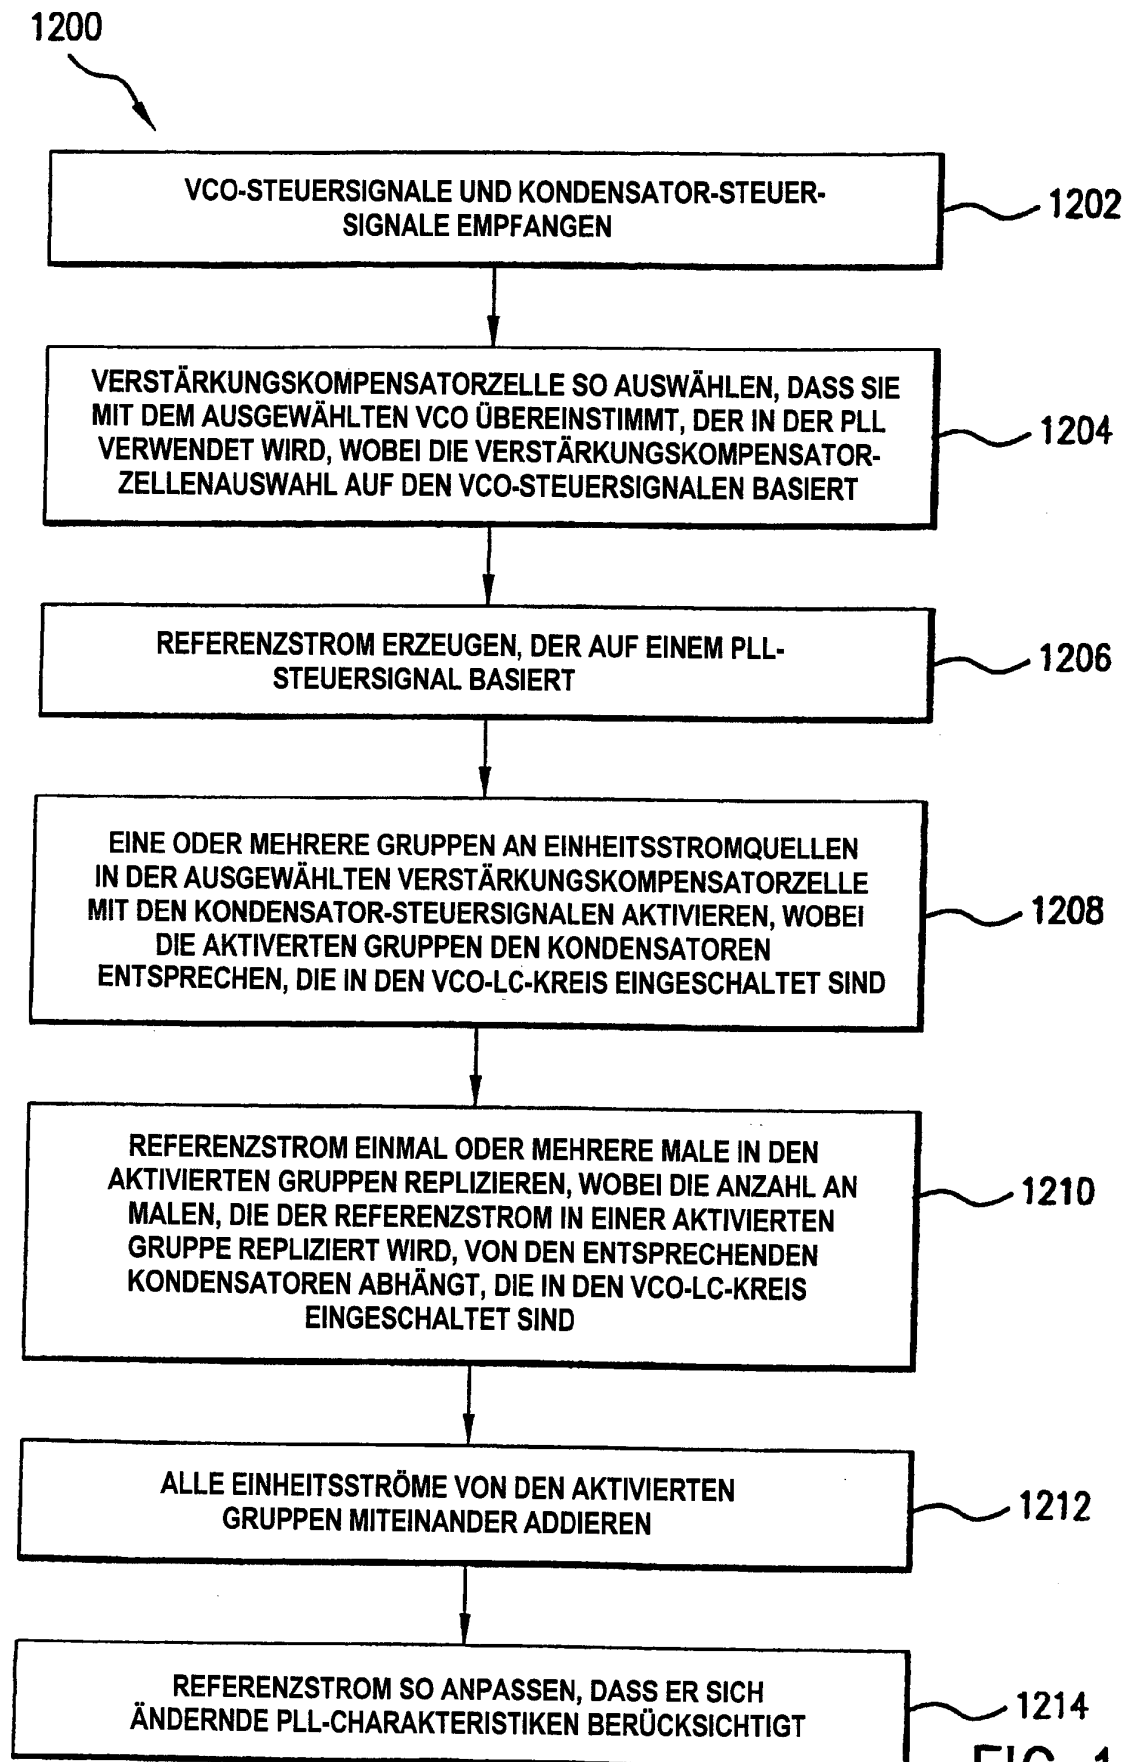 1200
VCO-STEUERSIGNALE UND KONDENSATOR-STEUER-
SIGNALE EMPFANGEN
1202
VERSTÄRKUNGSKOMPENSATORZELLE SO AUSWÄHLEN, DASS SIE
MIT DEM AUSGEWÄHLTEN VCO ÜBEREINSTIMMT, DER IN DER PLL
VERWENDET WIRD, WOBEI DIE VERSTÄRKUNGSKOMPENSATOR-
ZELLENAUSWAHL AUF DEN VCO-STEUERSIGNALEN BASIERT
1204
REFERENZSTROM ERZEUGEN, DER AUF EINEM PLL-
STEUERSIGNAL BASIERT
1206
EINE ODER MEHRERE GRUPPEN AN EINHEITSSTROMQUELLEN
IN DER AUSGEWÄHLTEN VERSTÄRKUNGSKOMPENSATORZELLE
MIT DEN KONDENSATOR-STEUERSIGNALEN AKTIVIEREN, WOBEI
DIE AKTIVERTEN GRUPPEN DEN KONDENSATOREN
ENTSPRECHEN, DIE IN DEN VCO-LC-KREIS EINGESCHALTET SIND
1208
REFERENZSTROM EINMAL ODER MEHRERE MALE IN DEN
AKTIVIERTEN GRUPPEN REPLIZIEREN, WOBEI DIE ANZAHL AN
MALEN, DIE DER REFERENZSTROM IN EINER AKTIVIERTEN
GRUPPE REPLIZIERT WIRD, VON DEN ENTSPRECHENDEN
KONDENSATOREN ABHÄNGT, DIE IN DEN VCO-LC-KREIS
EINGESCHALTET SIND
1210
ALLE EINHEITSSTRÖME VON DEN AKTIVIERTEN
GRUPPEN MITEINANDER ADDIEREN
1212
REFERENZSTROM SO ANPASSEN, DASS ER SICH
ÄNDERNDE PLL-CHARAKTERISTIKEN BERÜCKSICHTIGT
1214